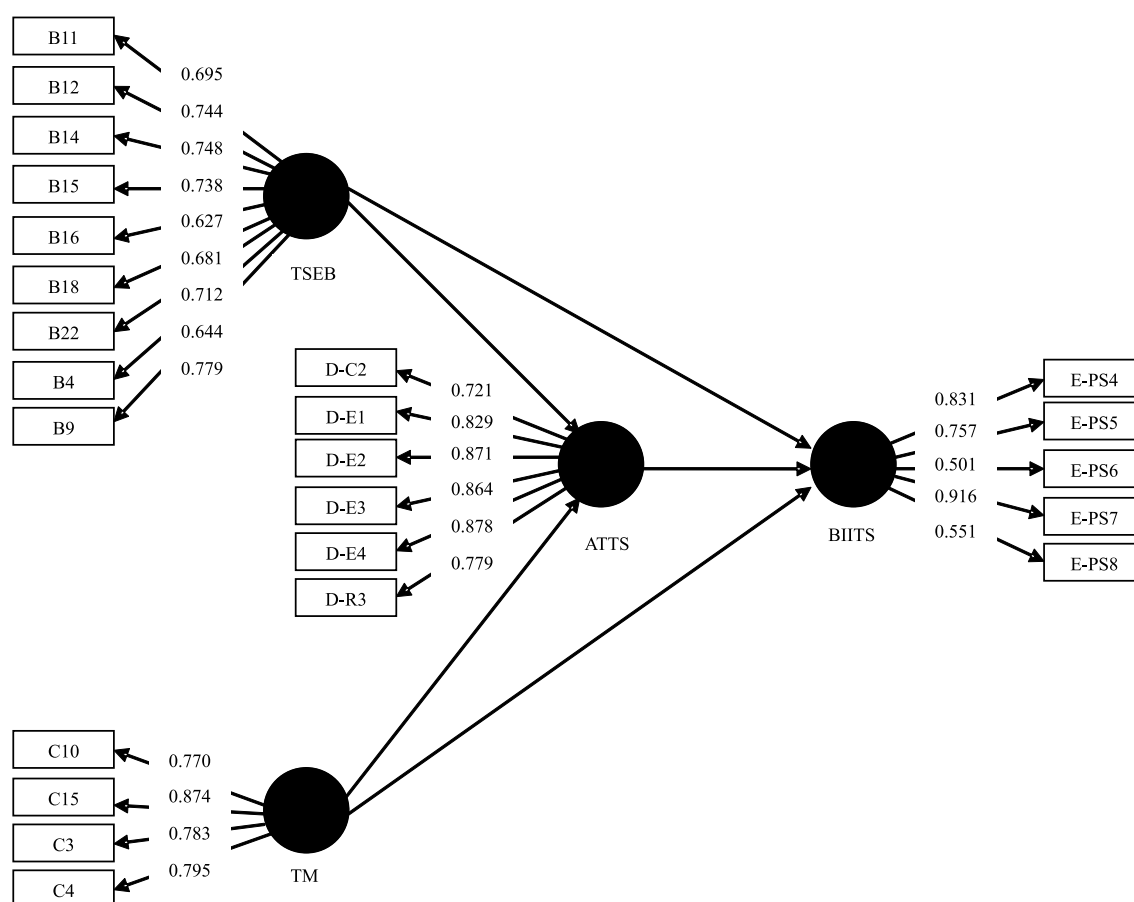 B11
B12
B14
B15
B16
B18
B22
B4
B9
0.695
0.744
0.748
0.738
0.627
0.681
0.712
0.644
0.779
TSEB
D-C2
D-E1
D-E2
D-E3
D-E4
D-R3
0.721
0.829
0.871
0.864
0.878
0.779
ATTS
BIITS
0.831
0.757
0.501
0.916
0.551
E-PS4
E-PS5
E-PS6
E-PS7
E-PS8
C10
C15
C3
C4
0.770
0.874
0.783
0.795
TM